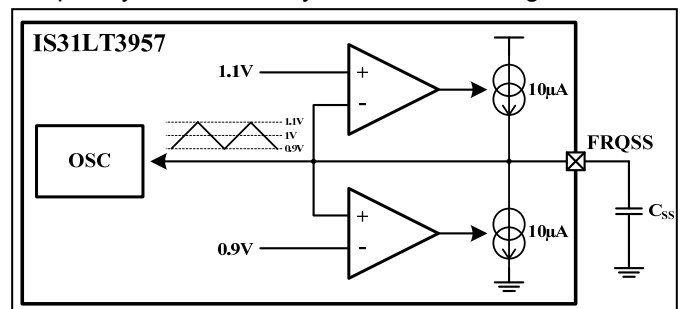 IS31LT3957
1.1V
+
-
10µA
1.1V
1V
0.9V
OSC
FRQSS
C_SS
+
-
0.9V
10µA